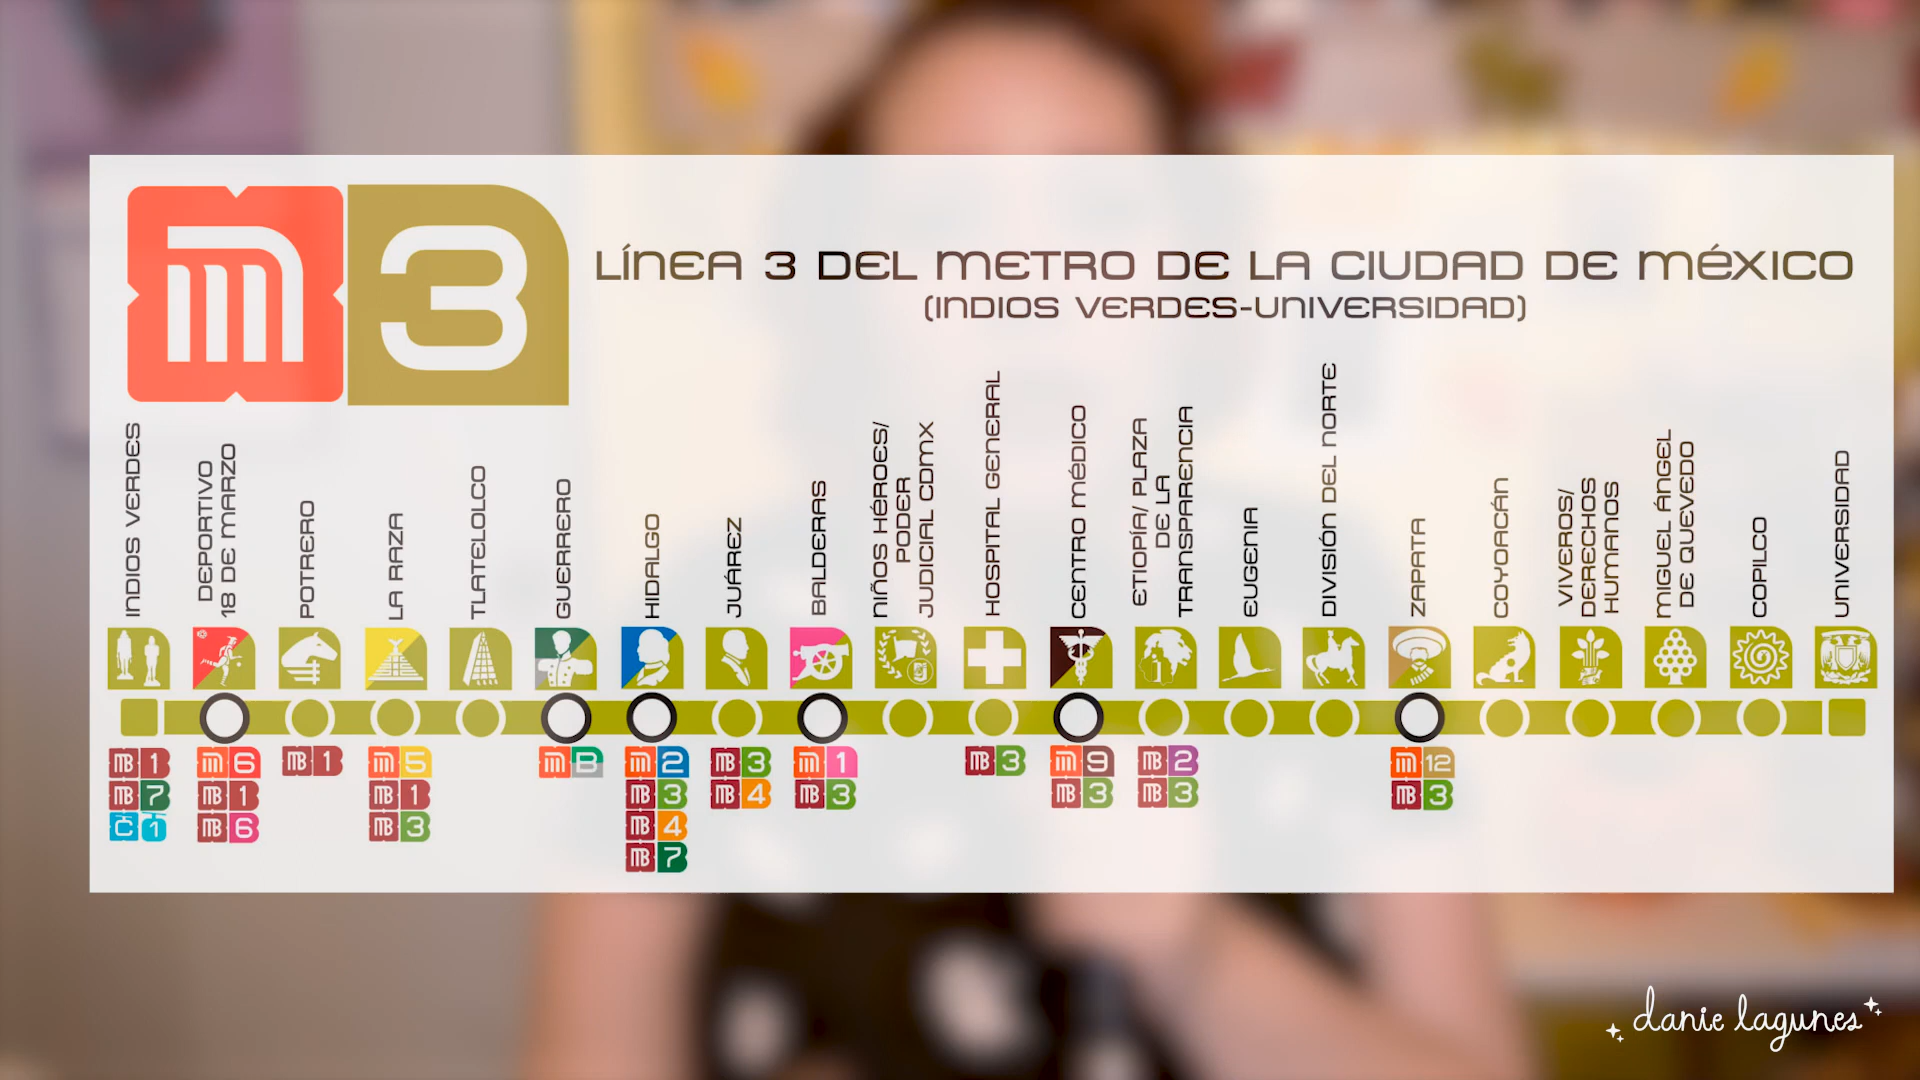 M 3
LÍNEA 3 DEL METRO DE LA CIUDAD DE MÉXICO
(INDIOS VERDES-UNIVERSIDAD)
INDIOS VERDES
DEPORTIVO
18 DE MARZO
POTRERO
LA RAZA
TLATELOLCO
GUERRERO
HIDALGO
JUÁREZ
BALDERAS
NIÑOS HÉROES/
PODER
JUDICIAL CDMX
HOSPITAL GENERAL
CENTRO MÉDICO
ETIOPÍA/ PLAZA
DE LA
TRANSPARENCIA
EUGENIA
DIVISIÓN DEL NORTE
ZAPATA
COYOACÁN
VIVEROS/
DERECHOS
HUMANOS
MIGUEL ÁNGEL
DE QUEVEDO
COPILCO
UNIVERSIDAD
MB 1
MB 7
C 1
M 6
MB 1
MB 6
MB 1
M 5
MB 1
MB 3
M B
M 2
MB 3
MB 4
MB 7
MB 3
MB 4
M 1
MB 3
MB 3
M 9
MB 3
MB 2
MB 3
M 12
MB 3
danie lagunes